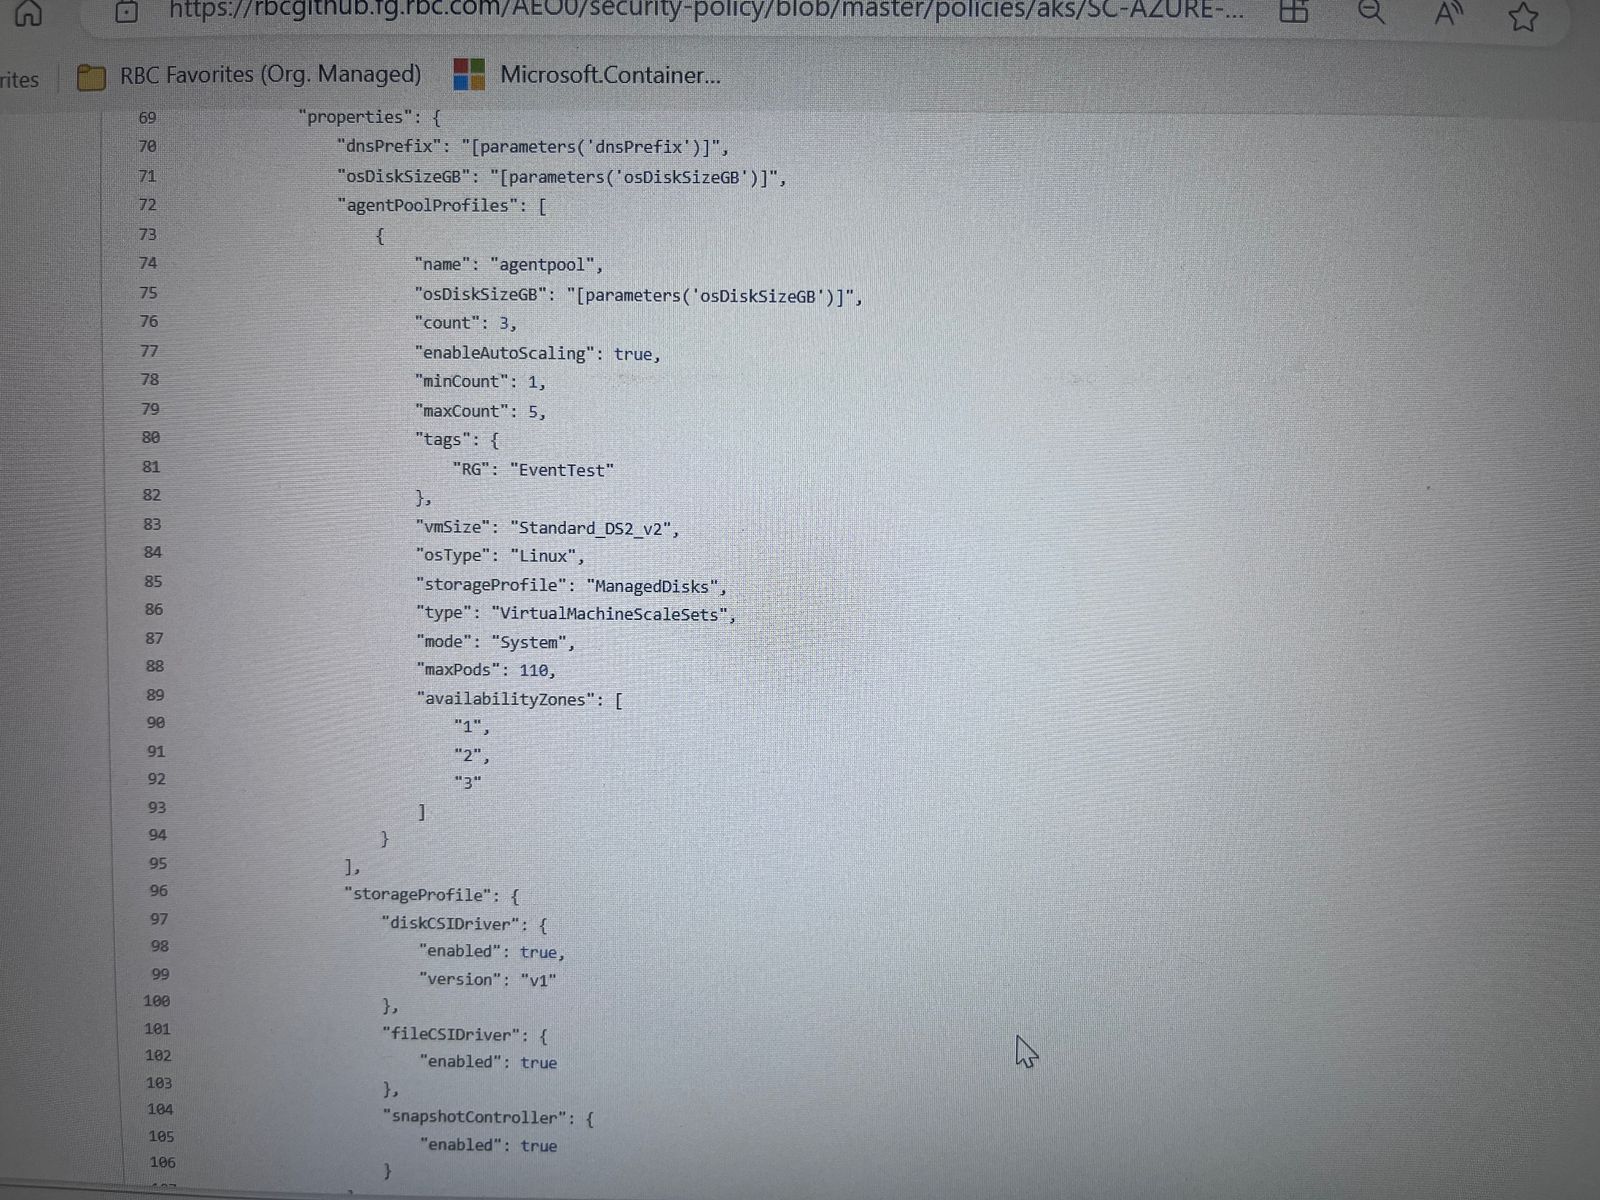 https://rbcgithub.fg.rbc.com/AEO0/security-policy/blob/master/policies/aks/SC-AZURE-...
rites
RBC Favorites (Org. Managed)
Microsoft.Container...
69 "properties": {
70 "dnsPrefix": "[parameters('dnsPrefix')]",
71 "osDiskSizeGB": "[parameters('osDiskSizeGB')]",
72 "agentPoolProfiles": [
73 {
74 "name": "agentpool",
75 "osDiskSizeGB": "[parameters('osDiskSizeGB')]",
76 "count": 3,
77 "enableAutoScaling": true,
78 "minCount": 1,
79 "maxCount": 5,
80 "tags": {
81 "RG": "EventTest"
82 },
83 "vmSize": "Standard_DS2_v2",
84 "osType": "Linux",
85 "storageProfile": "ManagedDisks",
86 "type": "VirtualMachineScaleSets",
87 "mode": "System",
88 "maxPods": 110,
89 "availabilityZones": [
90 "1",
91 "2",
92 "3"
93 ]
94 }
95 ],
96 "storageProfile": {
97 "diskCSIDriver": {
98 "enabled": true,
99 "version": "v1"
100 },
101 "fileCSIDriver": {
102 "enabled": true
103 },
104 "snapshotController": {
105 "enabled": true
106 }